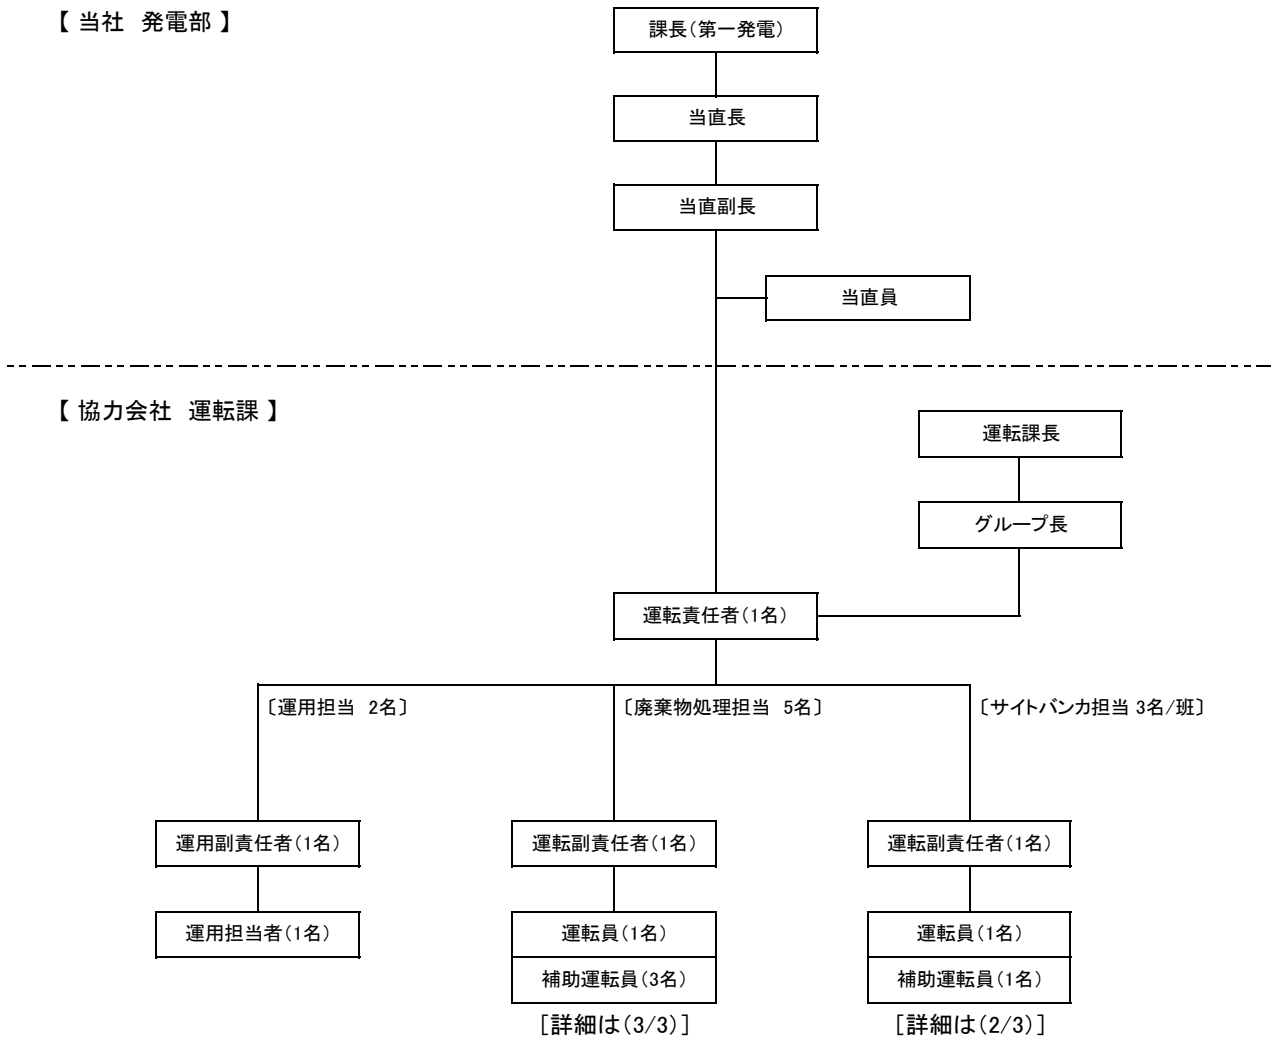 【 当社　発電部 】
課長（第一発電）
当直長
当直副長
当直員
【 協力会社　運転課 】
運転課長
グループ長
運転責任者（1名）
〔運用担当　2名〕
〔廃棄物処理担当　5名〕
〔サイトバンカ担当 3名/班〕
運用副責任者（1名）
運転副責任者（1名）
運転副責任者（1名）
運用担当者（1名）
運転員（1名）
運転員（1名）
補助運転員（3名）
補助運転員（1名）
［詳細は（3/3）］
［詳細は（2/3）］